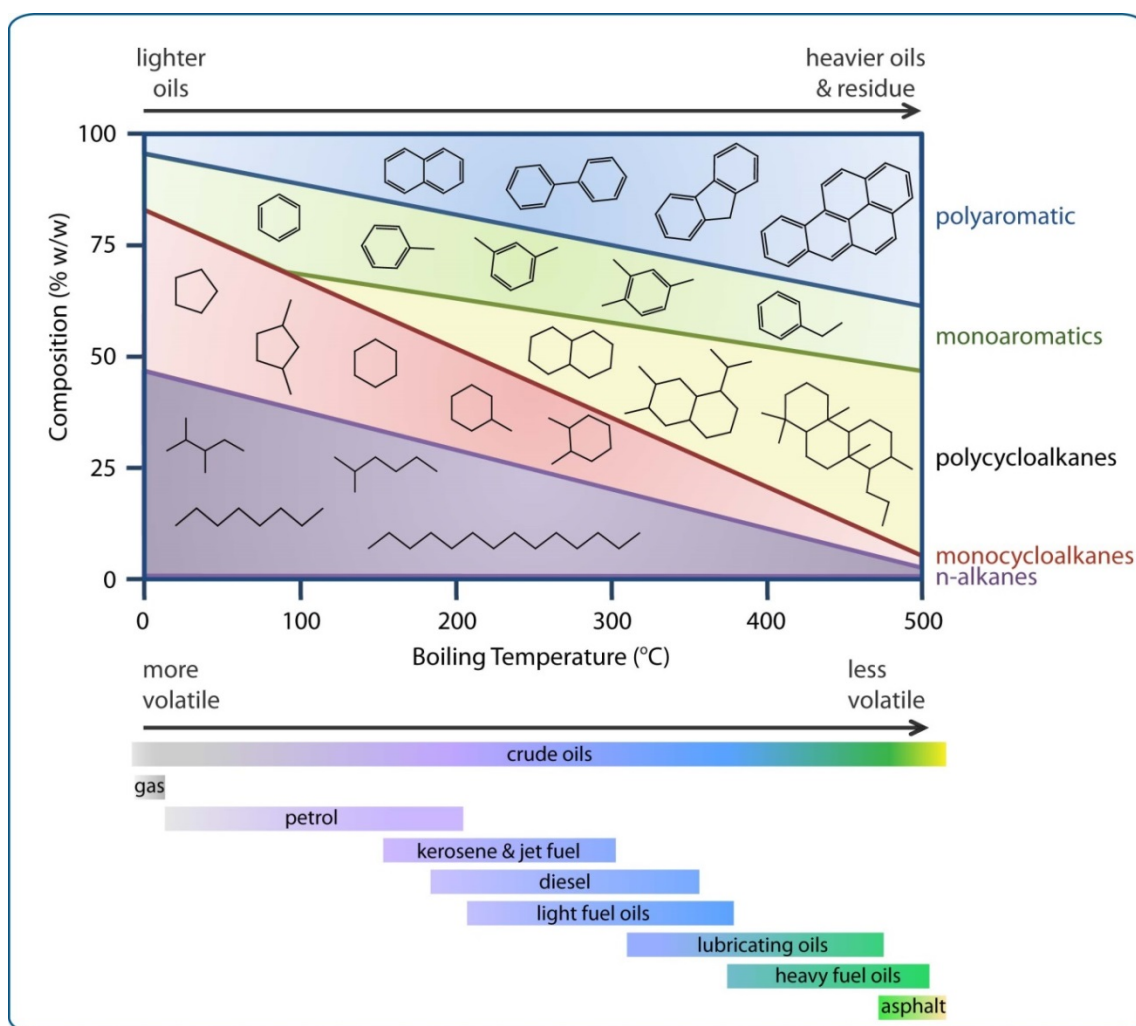 lighter
oils
heavier oils
& residue
100
75
50
25
0
Composition (% w/w)
polyaromatic
monoaromatics
polycycloalkanes
monocycloalkanes
n-alkanes
0
100
200
300
400
500
Boiling Temperature (°C)
more
volatile
less
volatile
crude oils
gas
petrol
kerosene & jet fuel
diesel
light fuel oils
lubricating oils
heavy fuel oils
asphalt